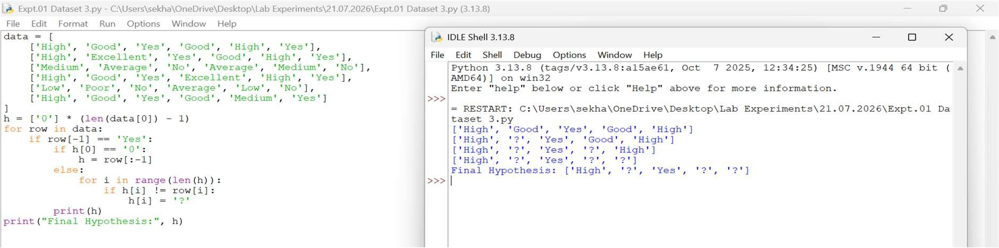 Expt.01 Dataset 3.py - C:\Users\sekha\OneDrive\Desktop\Lab Experiments\21.07.2026\Expt.01 Dataset 3.py (3.13.8)
File Edit Format Run Options Window Help
data = [
    ['High', 'Good', 'Yes', 'Good', 'High', 'Yes'],
    ['High', 'Excellent', 'Yes', 'Good', 'High', 'Yes'],
    ['Medium', 'Average', 'No', 'Average', 'Medium', 'No'],
    ['High', 'Good', 'Yes', 'Excellent', 'High', 'Yes'],
    ['Low', 'Poor', 'No', 'Average', 'Low', 'No'],
    ['High', 'Good', 'Yes', 'Good', 'Medium', 'Yes']
]
h = ['0'] * (len(data[0]) - 1)
for row in data:
    if row[-1] == 'Yes':
        if h[0] == '0':
            h = row[:-1]
        else:
            for i in range(len(h)):
                if h[i] != row[i]:
                    h[i] = '?'
        print(h)
print("Final Hypothesis:", h)
IDLE Shell 3.13.8
File Edit Shell Debug Options Window Help
Python 3.13.8 (tags/v3.13.8:a15ae61, Oct  7 2025, 12:34:25) [MSC v.1944 64 bit (
AMD64)] on win32
Enter "help" below or click "Help" above for more information.
>>>
= RESTART: C:\Users\sekha\OneDrive\Desktop\Lab Experiments\21.07.2026\Expt.01 Da
taset 3.py
['High', 'Good', 'Yes', 'Good', 'High']
['High', '?', 'Yes', 'Good', 'High']
['High', '?', 'Yes', '?', 'High']
['High', '?', 'Yes', '?', '?']
Final Hypothesis: ['High', '?', 'Yes', '?', '?']
>>>